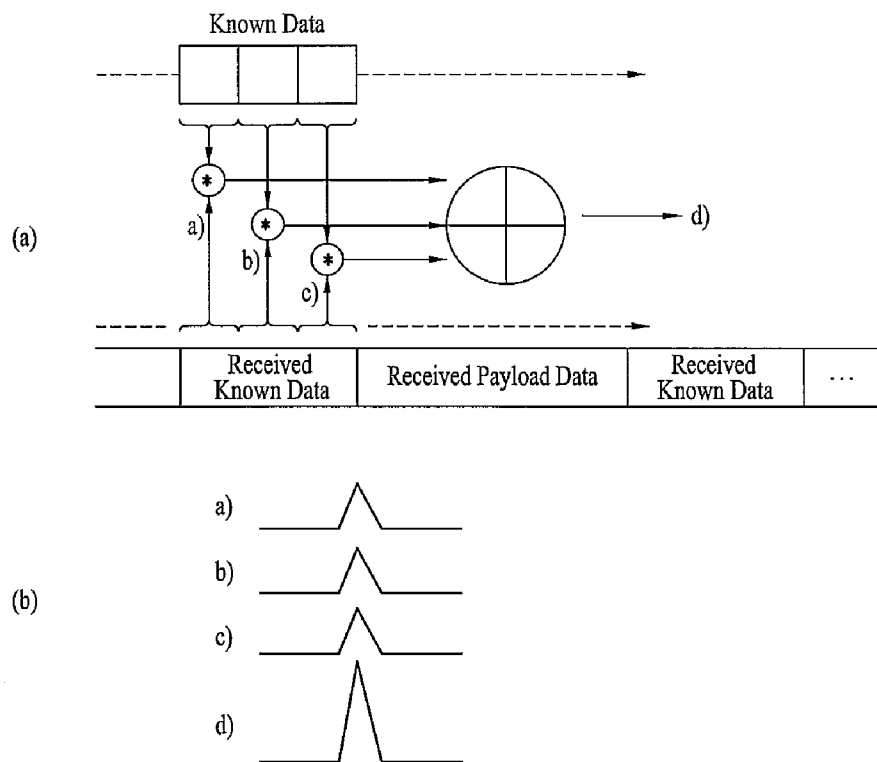 Known Data
*
a)
*
b)
*
c)
d)
(a)
Received
Known Data
Received Payload Data
Received
Known Data
...
a)
b)
(b)
c)
d)